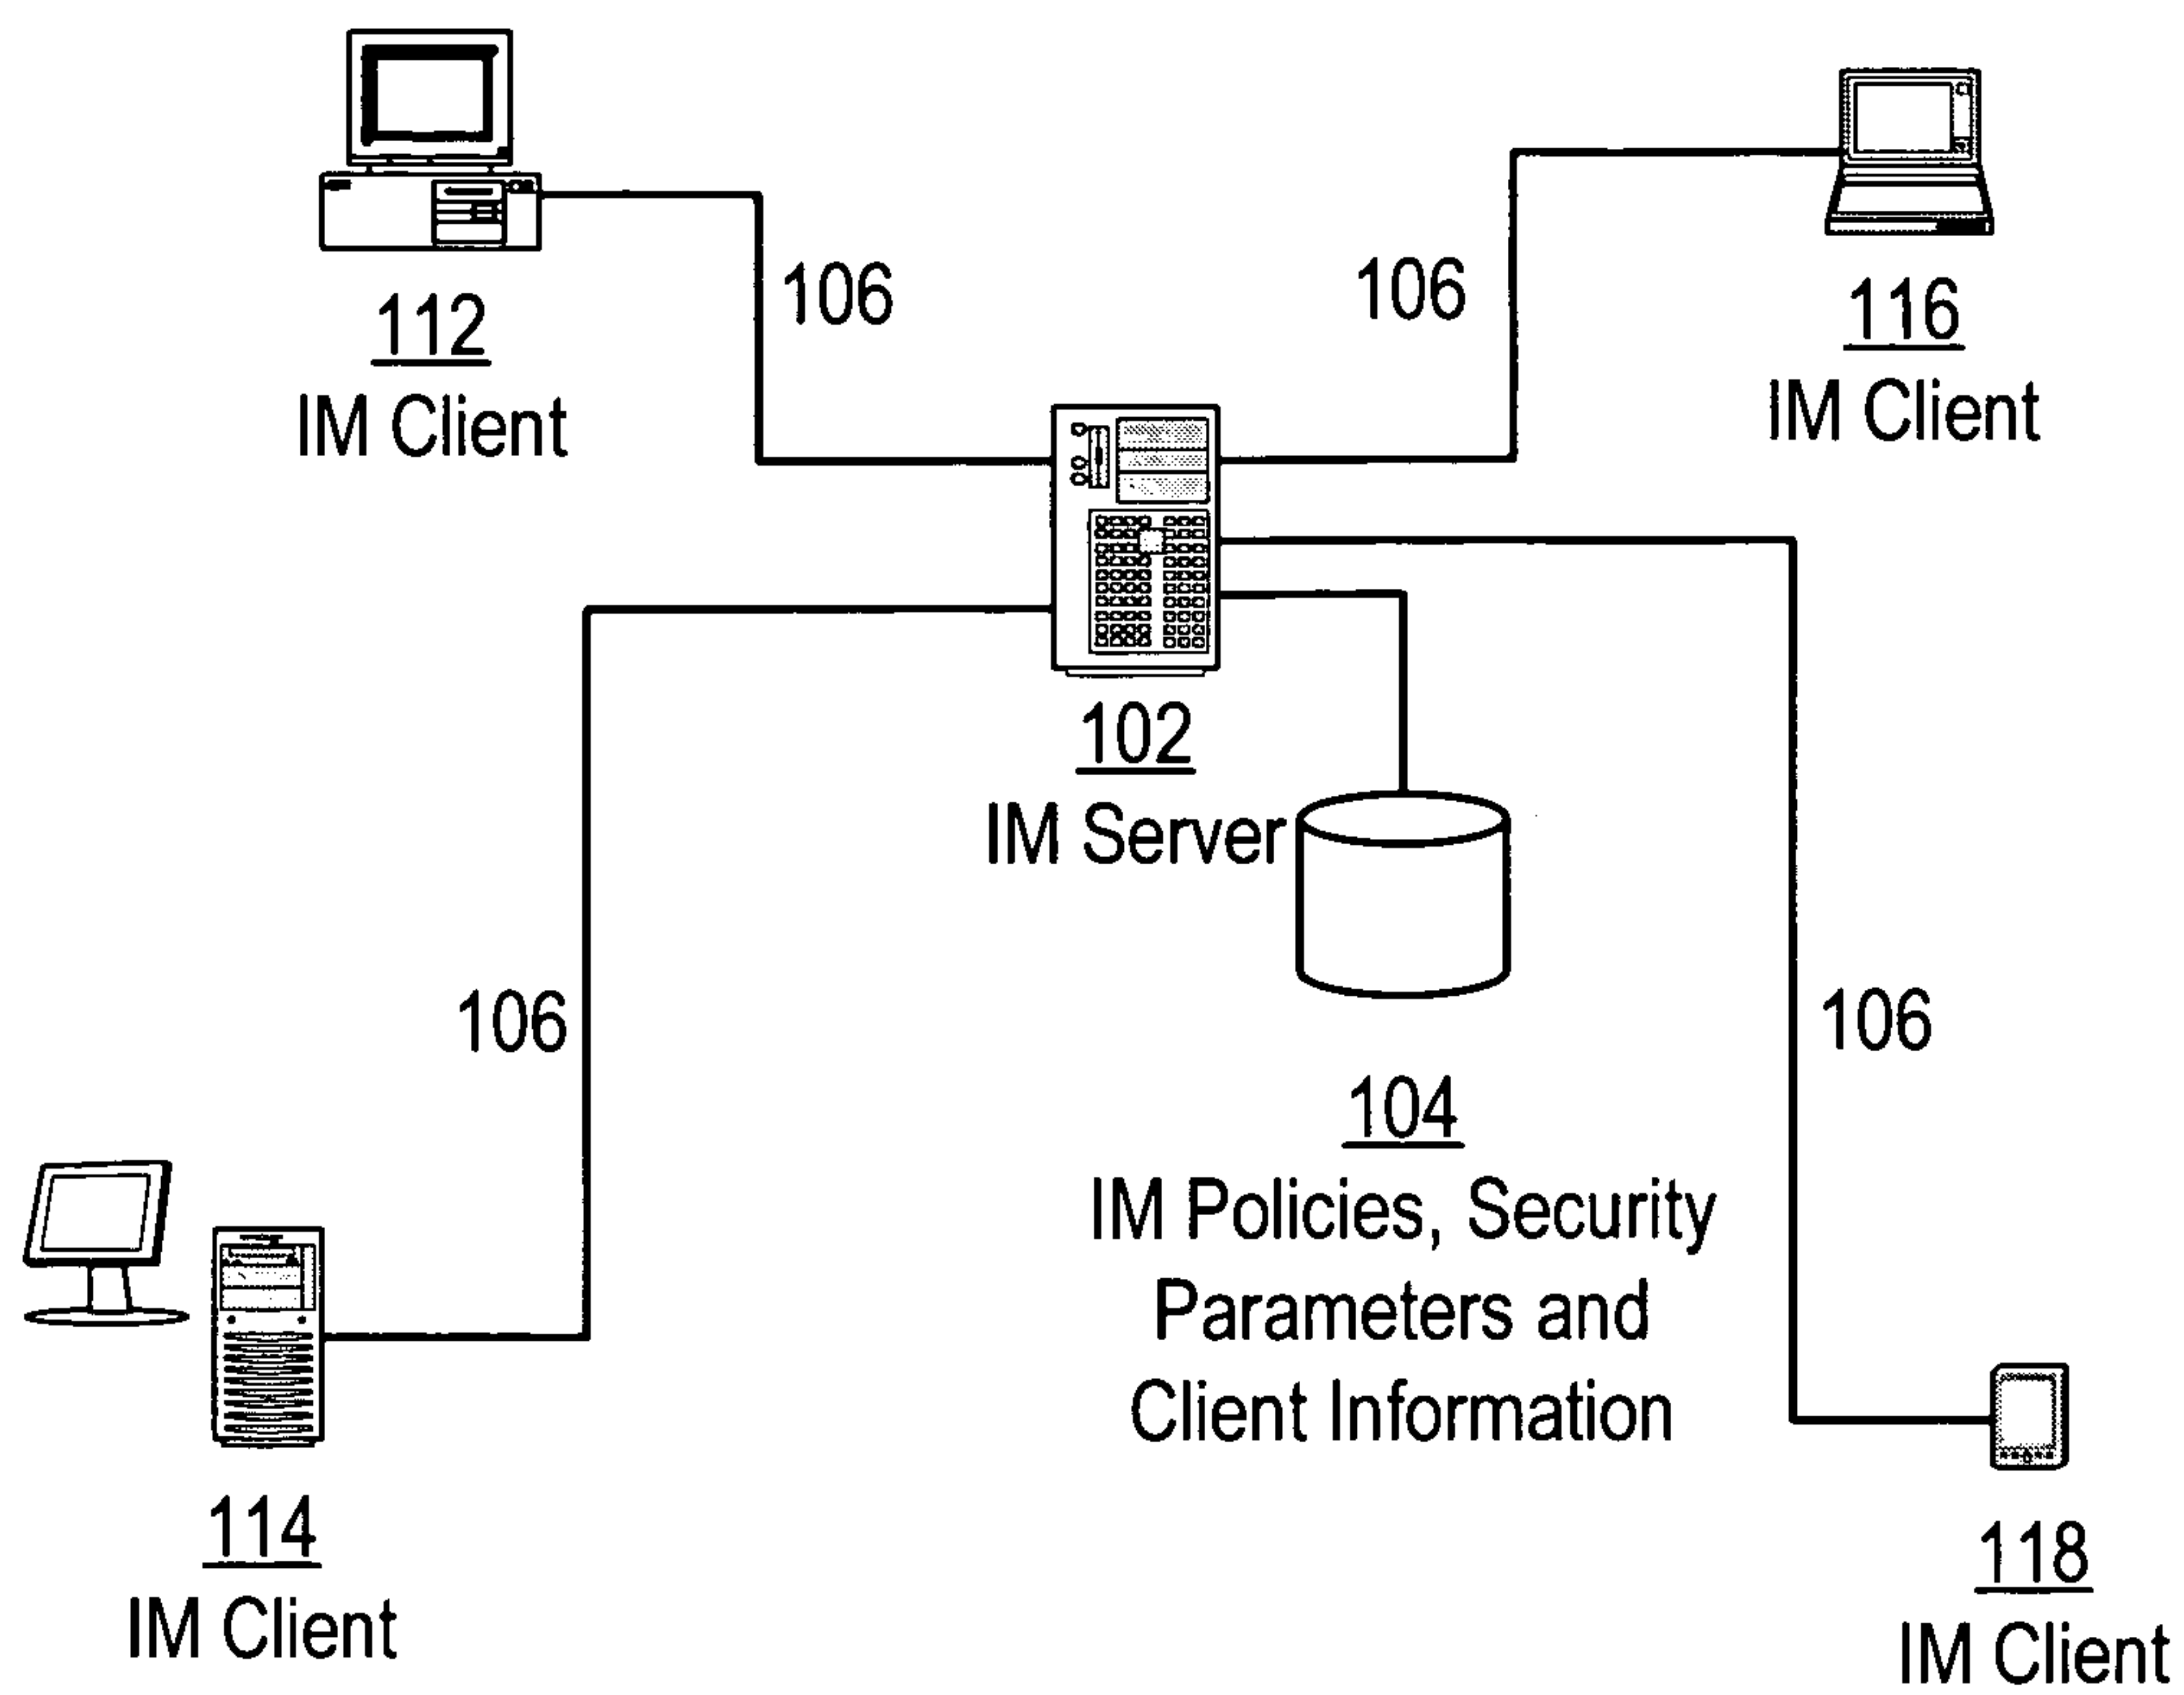 112
IM Client
106
106
116
IM Client
102
IM Server
106
106
104
IM Policies, Security
Parameters and
Client Information
114
IM Client
118
IM Client